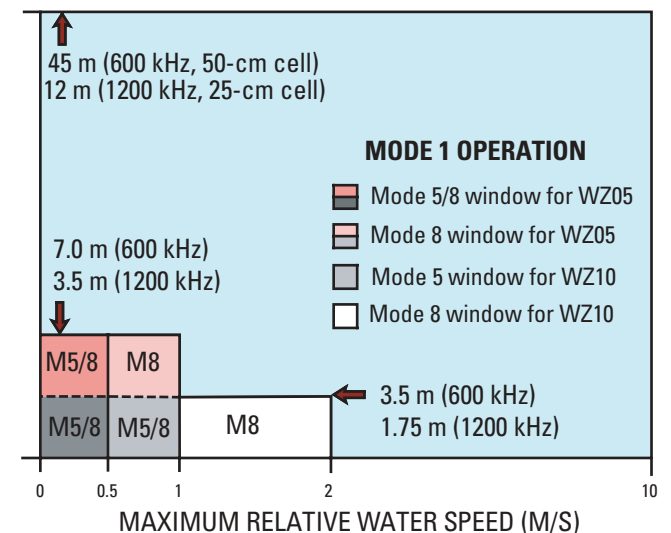 45 m (600 kHz, 50-cm cell)
12 m (1200 kHz, 25-cm cell)
MODE 1 OPERATION
Mode 5/8 window for WZ05
Mode 8 window for WZ05
Mode 5 window for WZ10
Mode 8 window for WZ10
7.0 m (600 kHz)
3.5 m (1200 kHz)
M5/8 M8
M5/8 M5/8 M8
3.5 m (600 kHz)
1.75 m (1200 kHz)
0 0.5 1 2 10
MAXIMUM RELATIVE WATER SPEED (M/S)